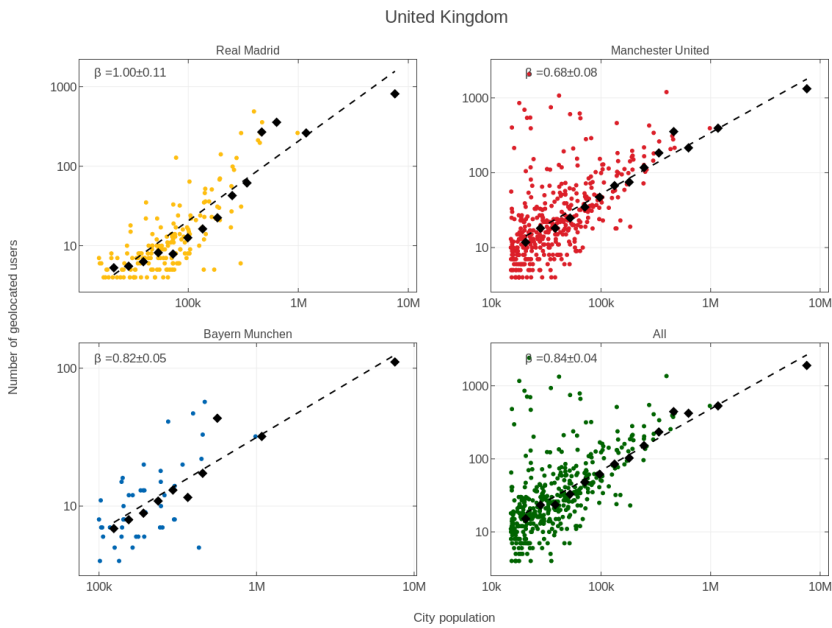 United Kingdom
Real Madrid
Manchester United
β =1.00±0.11
β =0.68±0.08
1000
100
10
100k
1M
10M
1000
100
10
10k
100k
1M
10M
Number of geolocated users
Bayern Munchen
All
β =0.82±0.05
β =0.84±0.04
100
10
100k
1M
10M
1000
100
10
10k
100k
1M
10M
City population